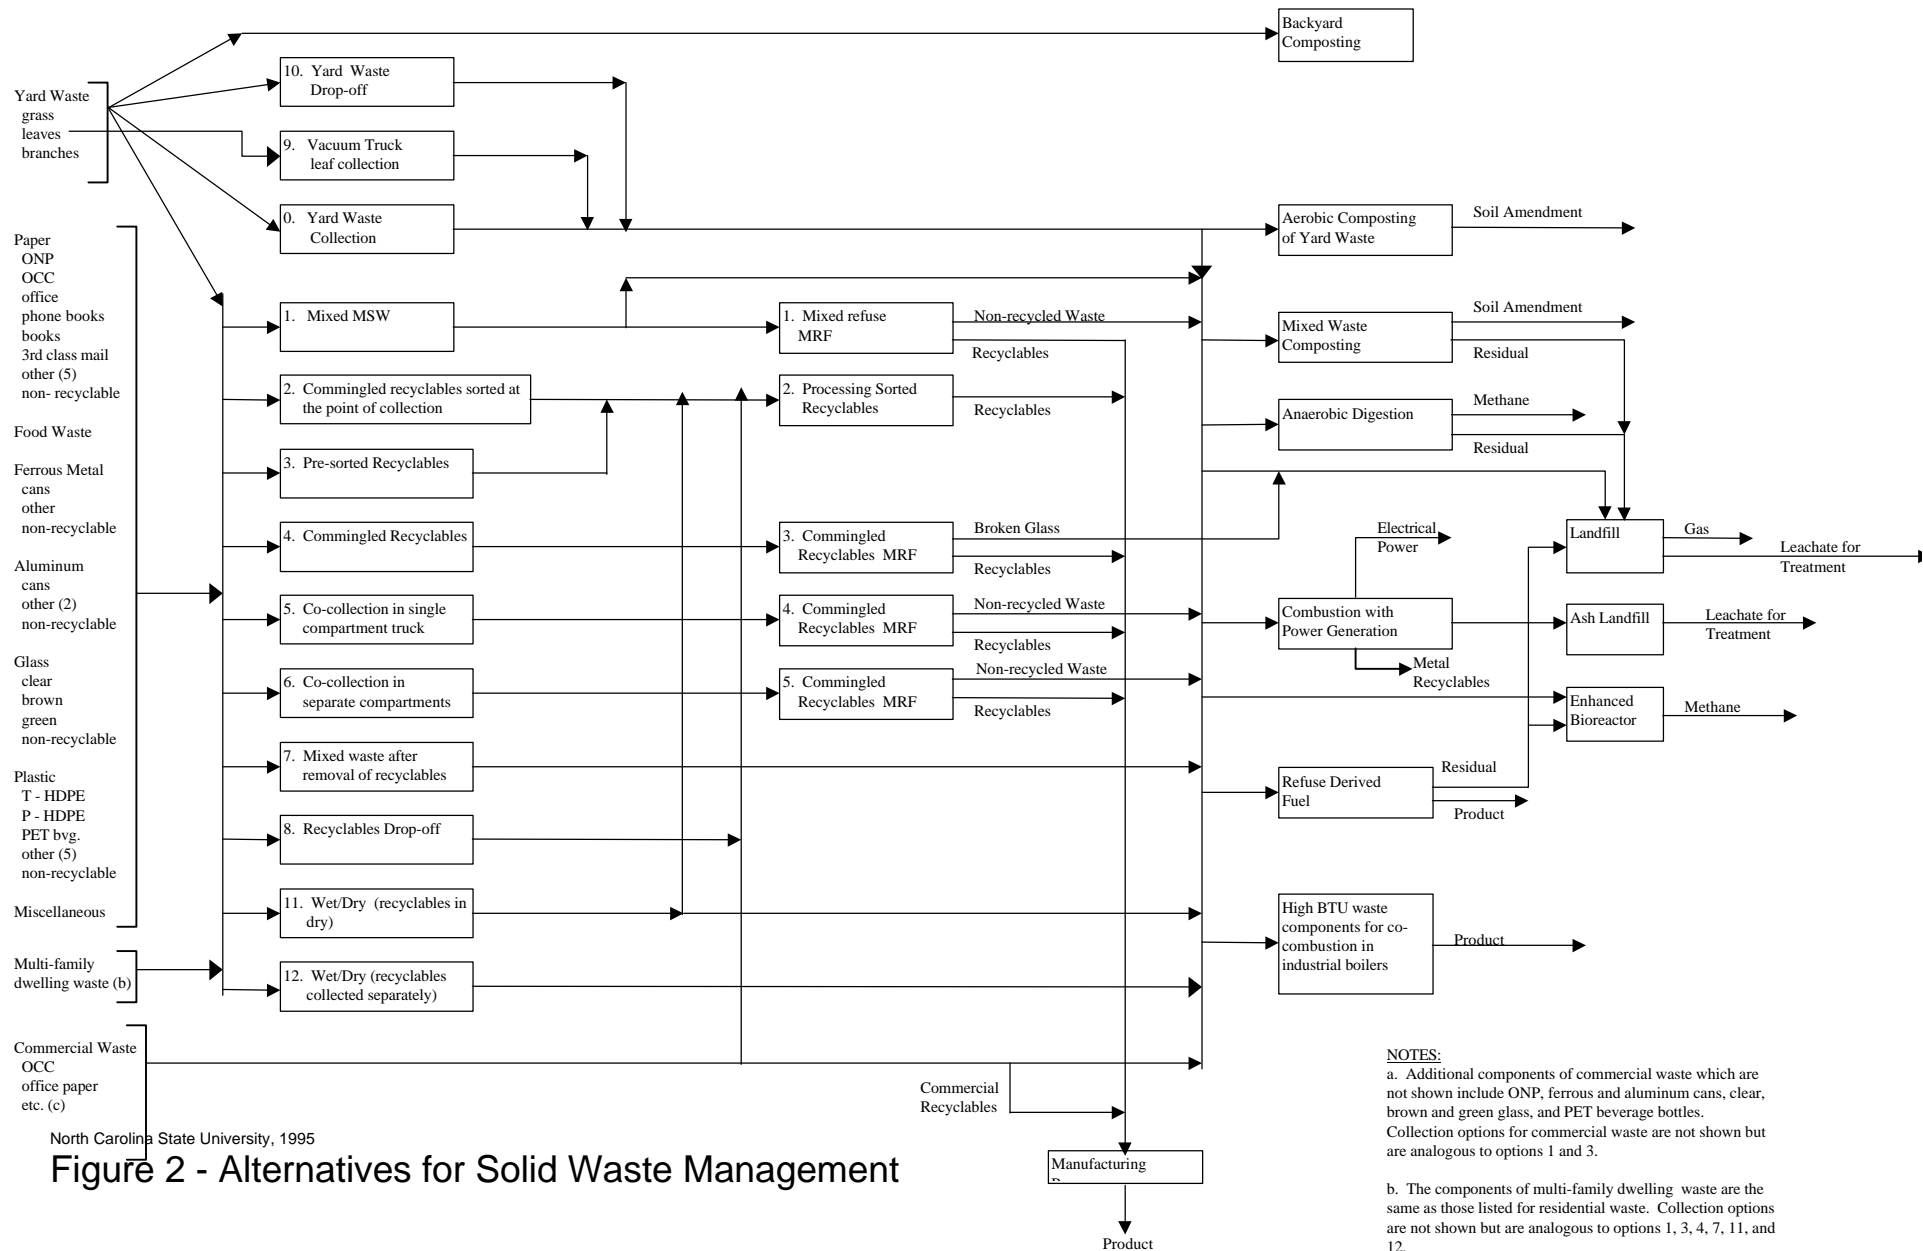 Backyard
Composting
10. Yard Waste
Drop-off
Yard Waste
grass
leaves
branches
9. Vacuum Truck
leaf collection
0. Yard Waste
Collection
Aerobic Composting
of Yard Waste
Soil Amendment
Paper
ONP
OCC
office
phone books
books
3rd class mail
other (5)
non- recyclable
Food Waste
Ferrous Metal
cans
other
non-recyclable
Aluminum
cans
other (2)
non-recyclable
Glass
clear
brown
green
non-recyclable
Plastic
T - HDPE
P - HDPE
PET bvg.
other (5)
non-recyclable
Miscellaneous
Multi-family
dwelling waste (b)
Commercial Waste
OCC
office paper
etc. (c)
1. Mixed MSW
2. Commingled recyclables sorted at
the point of collection
3. Pre-sorted Recyclables
4. Commingled Recyclables
5. Co-collection in single
compartment truck
6. Co-collection in
separate compartments
7. Mixed waste after
removal of recyclables
8. Recyclables Drop-off
11. Wet/Dry (recyclables in
dry)
12. Wet/Dry (recyclables
collected separately)
1. Mixed refuse
MRF
Non-recycled Waste
Recyclables
2. Processing Sorted
Recyclables
Recyclables
3. Commingled
Recyclables MRF
Broken Glass
Recyclables
4. Commingled
Recyclables MRF
Non-recycled Waste
Recyclables
5. Commingled
Recyclables MRF
Non-recycled Waste
Recyclables
Commercial
Recyclables
Manufacturing
Product
Mixed Waste
Composting
Soil Amendment
Residual
Anaerobic Digestion
Methane
Residual
Electrical
Power
Combustion with
Power Generation
Metal
Recyclables
Landfill
Gas
Leachate for
Treatment
Ash Landfill
Leachate for
Treatment
Enhanced
Bioreactor
Methane
Refuse Derived
Fuel
Residual
Product
High BTU waste
components for co-
combustion in
industrial boilers
Product
North Carolina State University, 1995
Figure 2 - Alternatives for Solid Waste Management
NOTES:
a. Additional components of commercial waste which are
not shown include ONP, ferrous and aluminum cans, clear,
brown and green glass, and PET beverage bottles.
Collection options for commercial waste are not shown but
are analogous to options 1 and 3.
b. The components of multi-family dwelling waste are the
same as those listed for residential waste. Collection options
are not shown but are analogous to options 1, 3, 4, 7, 11, and
12.